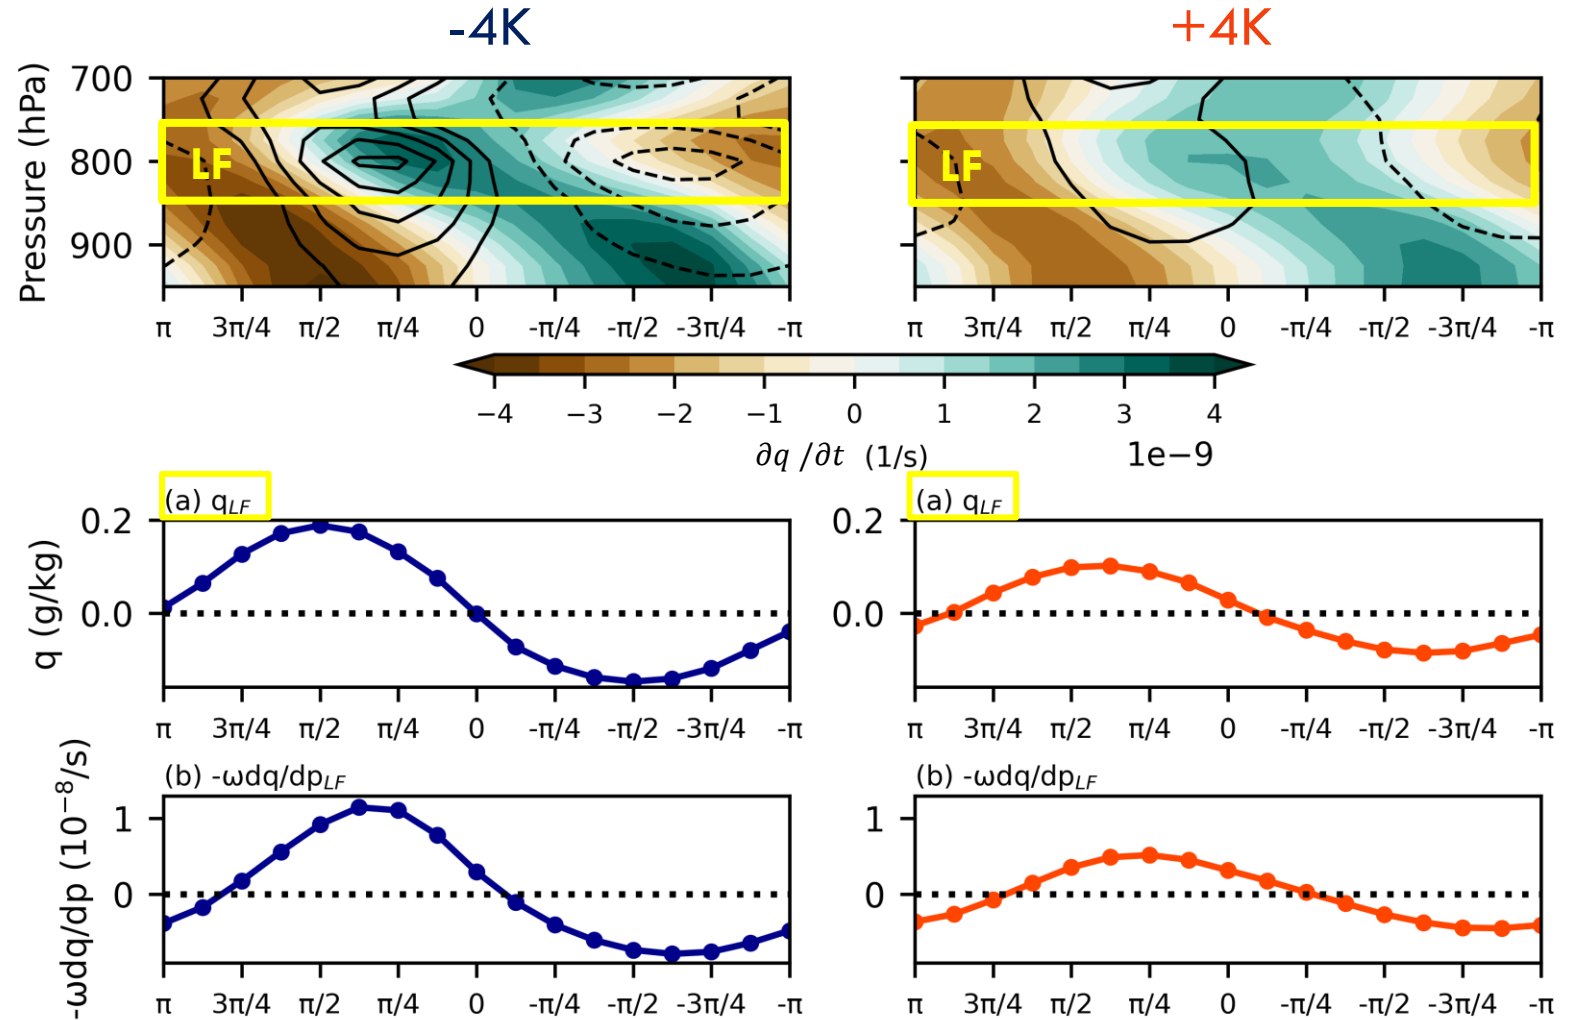 -4K +4K
Pressure (hPa)
700
800
900
LF LF
π 3π/4 π/2 π/4 0 -π/4 -π/2 -3π/4 -π
π 3π/4 π/2 π/4 0 -π/4 -π/2 -3π/4 -π
−4 −3 −2 −1 0 1 2 3 4
∂q /∂t (1/s) 1e−9
(a) qLF
(a) qLF
q (g/kg)
0.2
0.0
0.2
0.0
π 3π/4 π/2 π/4 0 -π/4 -π/2 -3π/4 -π
π 3π/4 π/2 π/4 0 -π/4 -π/2 -3π/4 -π
(b) -ωdq/dpLF
(b) -ωdq/dpLF
-ωdq/dp (10⁻⁸/s)
1
0
1
0
π 3π/4 π/2 π/4 0 -π/4 -π/2 -3π/4 -π
π 3π/4 π/2 π/4 0 -π/4 -π/2 -3π/4 -π